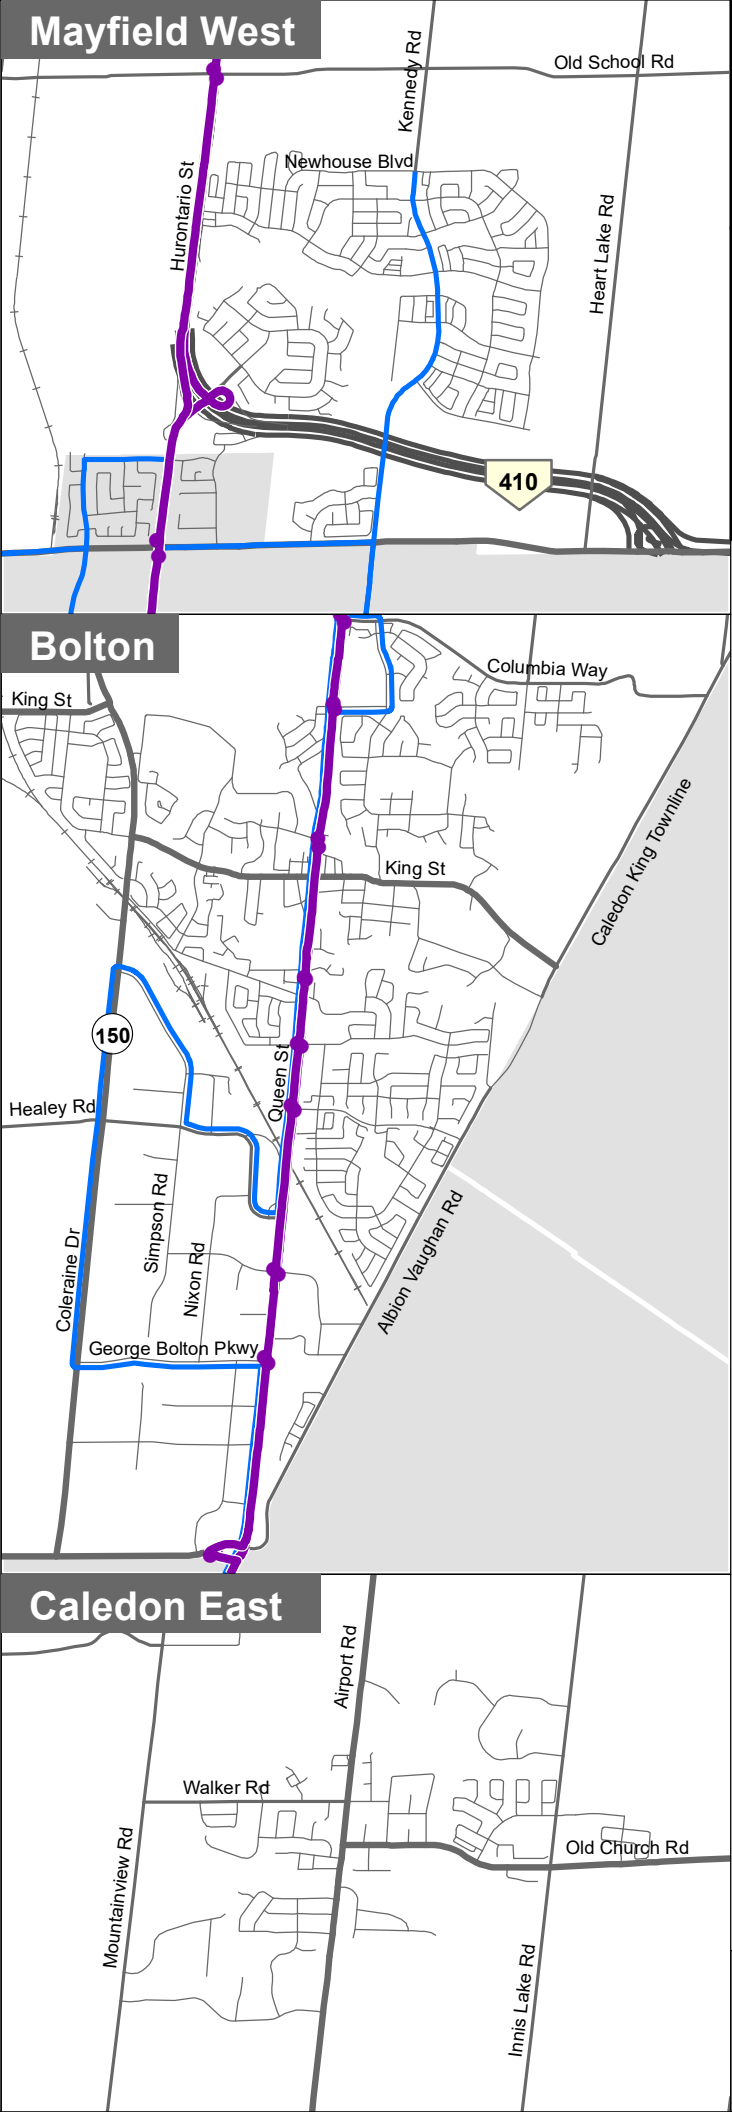 Mayfield West
Old School Rd
Kennedy Rd
Newhouse Blvd
Hurontario St
Heart Lake Rd
410
Bolton
Columbia Way
King St
Caledon King Townline
King St
150
Queen St
Healey Rd
Simpson Rd
Albion Vaughan Rd
Coleraine Dr
Nixon Rd
George Bolton Pkwy
Caledon East
Airport Rd
Walker Rd
Old Church Rd
Mountainview Rd
Innis Lake Rd